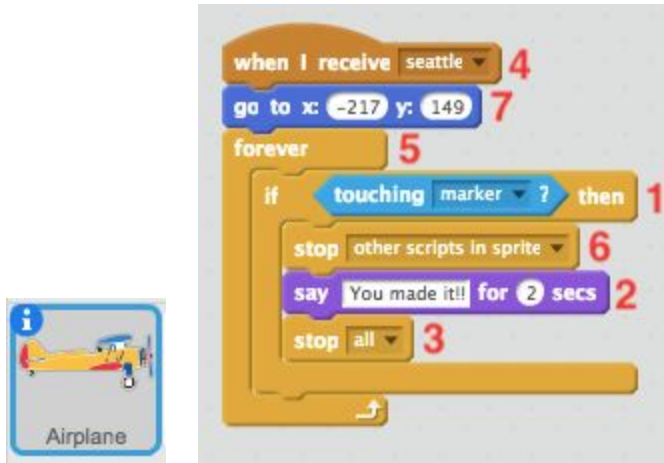 when I receive seattle 4
go to x: -217 y: 149 7
forever 5
if touching marker ? then 1
stop other scripts in sprite 6
say You made it!! for 2 secs 2
stop all 3
i
Airplane